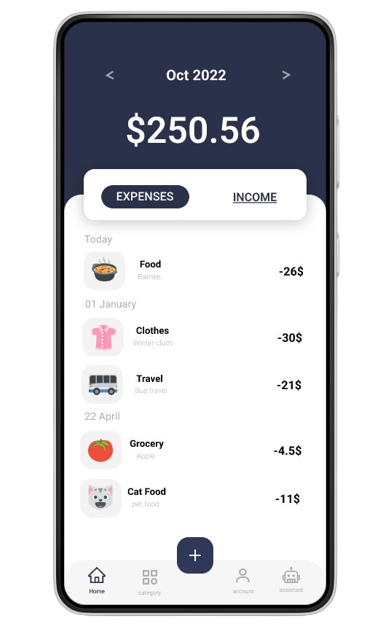 < Oct 2022 >
$250.56
EXPENSES INCOME
Today
Food -26$
Ramen
01 January
Clothes -30$
Winter cloth
Travel -21$
Bus travel
22 April
Grocery -4.5$
Apple
Cat Food -11$
pet food
+
Home category account assistant